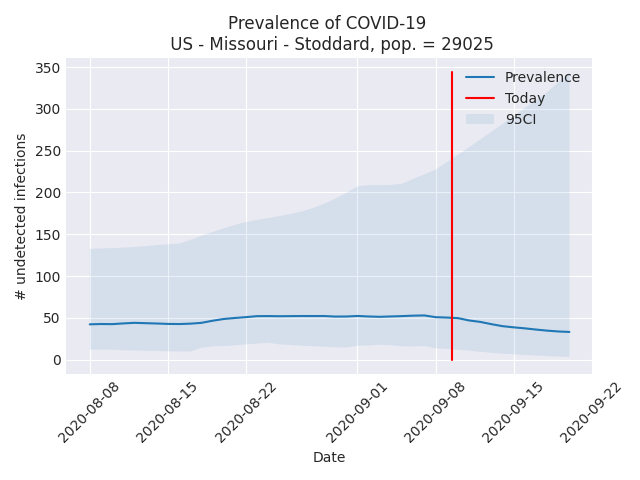 Prevalence of COVID-19
US - Missouri - Stoddard, pop. = 29025
350
300
250
200
150
100
50
0
# undetected infections
Prevalence
Today
95CI
2020-08-08
2020-08-15
2020-08-22
2020-09-01
2020-09-08
2020-09-15
2020-09-22
Date